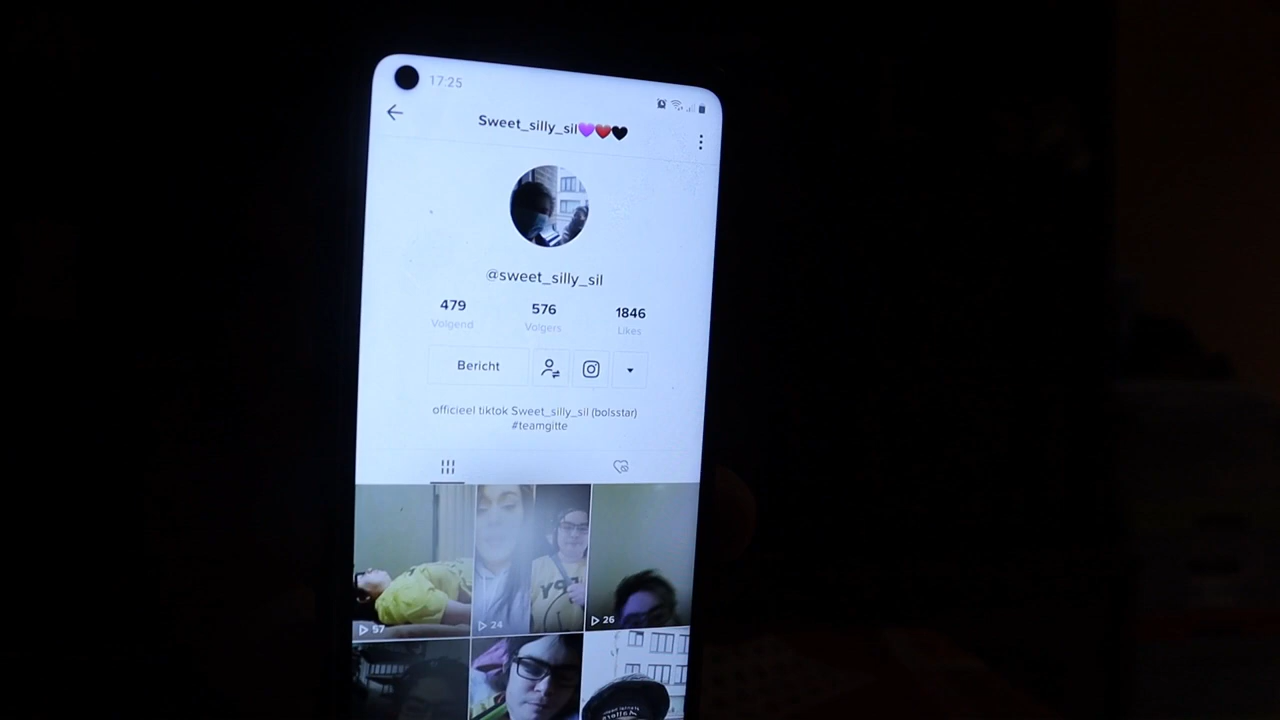 17:25
Sweet_silly_sil💜❤️🖤
@sweet_silly_sil
479 576 1846
Volgend Volgers Likes
Bericht
officieel tiktok Sweet_silly_sil (bolsstar)
#teamgitte
57 24 26